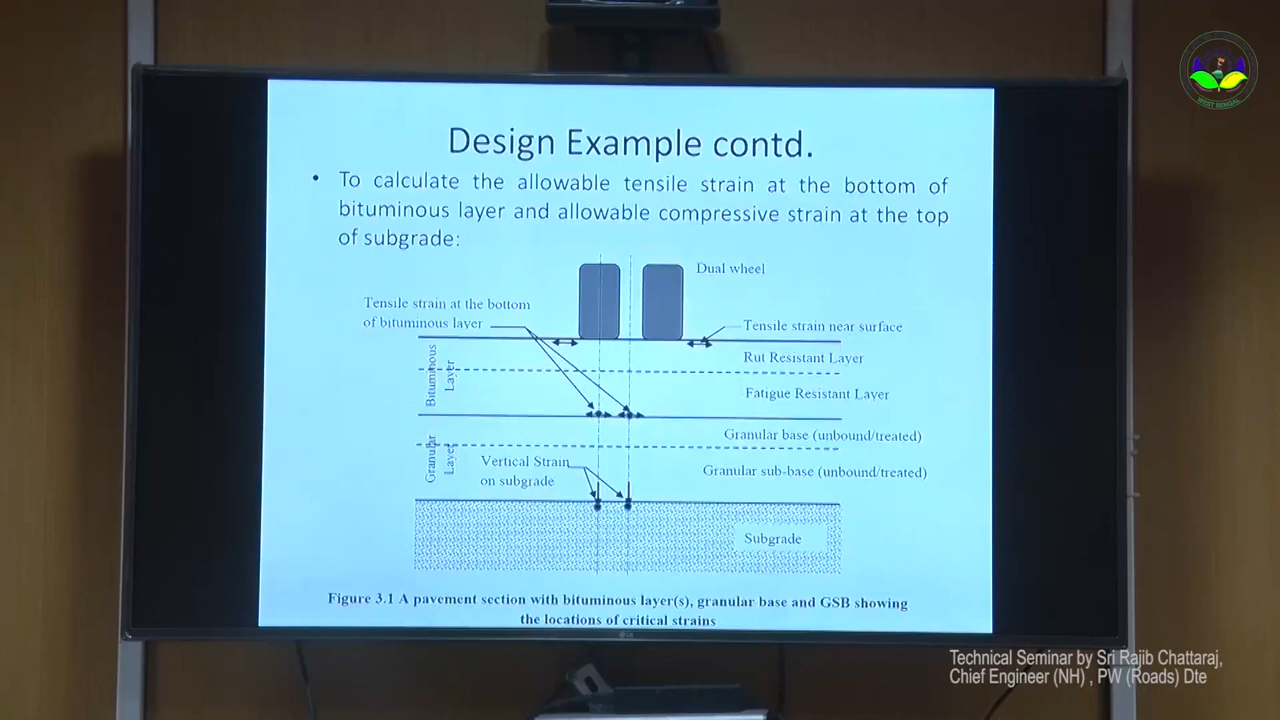 Design Example contd.
• To calculate the allowable tensile strain at the bottom of
bituminous layer and allowable compressive strain at the top
of subgrade:
Dual wheel
Tensile strain at the bottom
of bituminous layer
Tensile strain near surface
Bituminous
Layer
Rut Resistant Layer
Fatigue Resistant Layer
Granular
Layer
Granular base (unbound/treated)
Vertical Strain
on subgrade
Granular sub-base (unbound/treated)
Subgrade
Figure 3.1 A pavement section with bituminous layer(s), granular base and GSB showing
the locations of critical strains
LG
WEST BENGAL
Technical Seminar by Sri Rajib Chattaraj,
Chief Engineer (NH) , PW (Roads) Dte